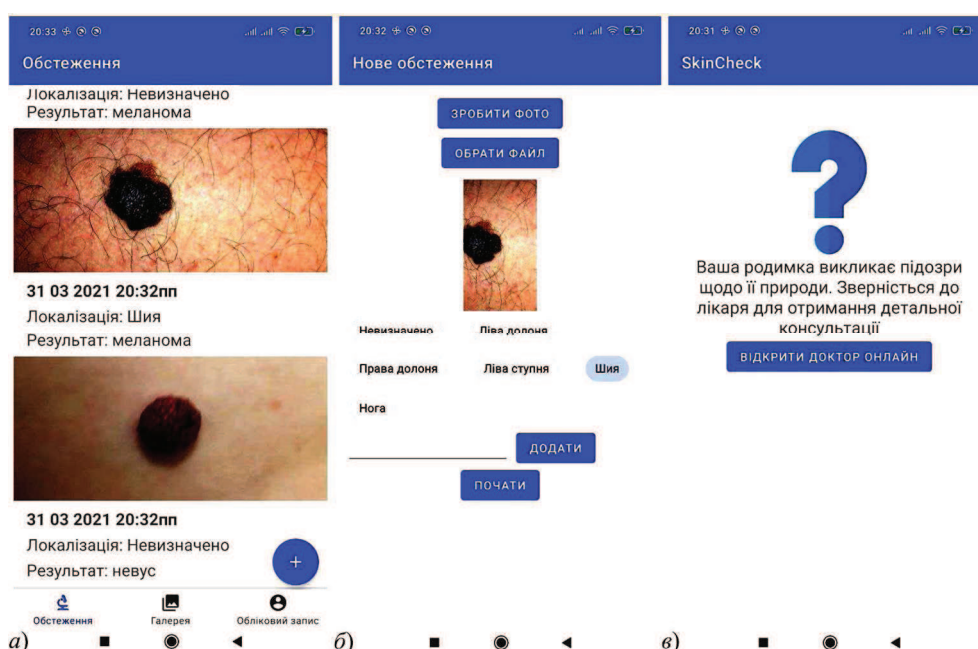 20:33
Обстеження
Локалізація: Невизначено
Результат: меланома
31 03 2021 20:32пп
Локалізація: Шия
Результат: меланома
31 03 2021 20:32пп
Локалізація: Невизначено
Результат: невус
+
Обстеження
Галерея
Обліковий запис
а)
20:32
Нове обстеження
ЗРОБИТИ ФОТО
ОБРАТИ ФАЙЛ
Невизначено Ліва долоня
Права долоня Ліва ступня Шия
Нога
ДОДАТИ
ПОЧАТИ
б)
20:31
SkinCheck
?
Ваша родимка викликає підозри
щодо її природи. Зверніться до
лікаря для отримання детальної
консультації
ВІДКРИТИ ДОКТОР ОНЛАЙН
в)